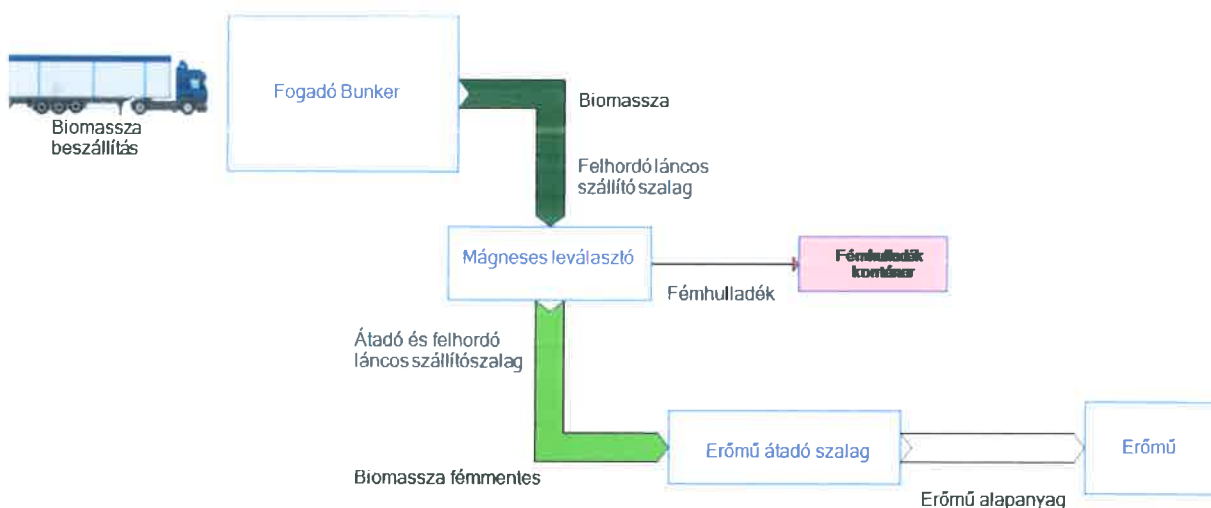 Fogadó Bunker
Biomassza
beszállítás
Biomassza
Felhordó láncos
szállító szalag
Mágneses leválasztó
Fémhulladék
konténer
Fémhulladék
Átadó és felhordó
láncos szállítószalag
Erőmű átadó szalag
Erőmű
Biomassza fémmentes
Erőmű alapanyag